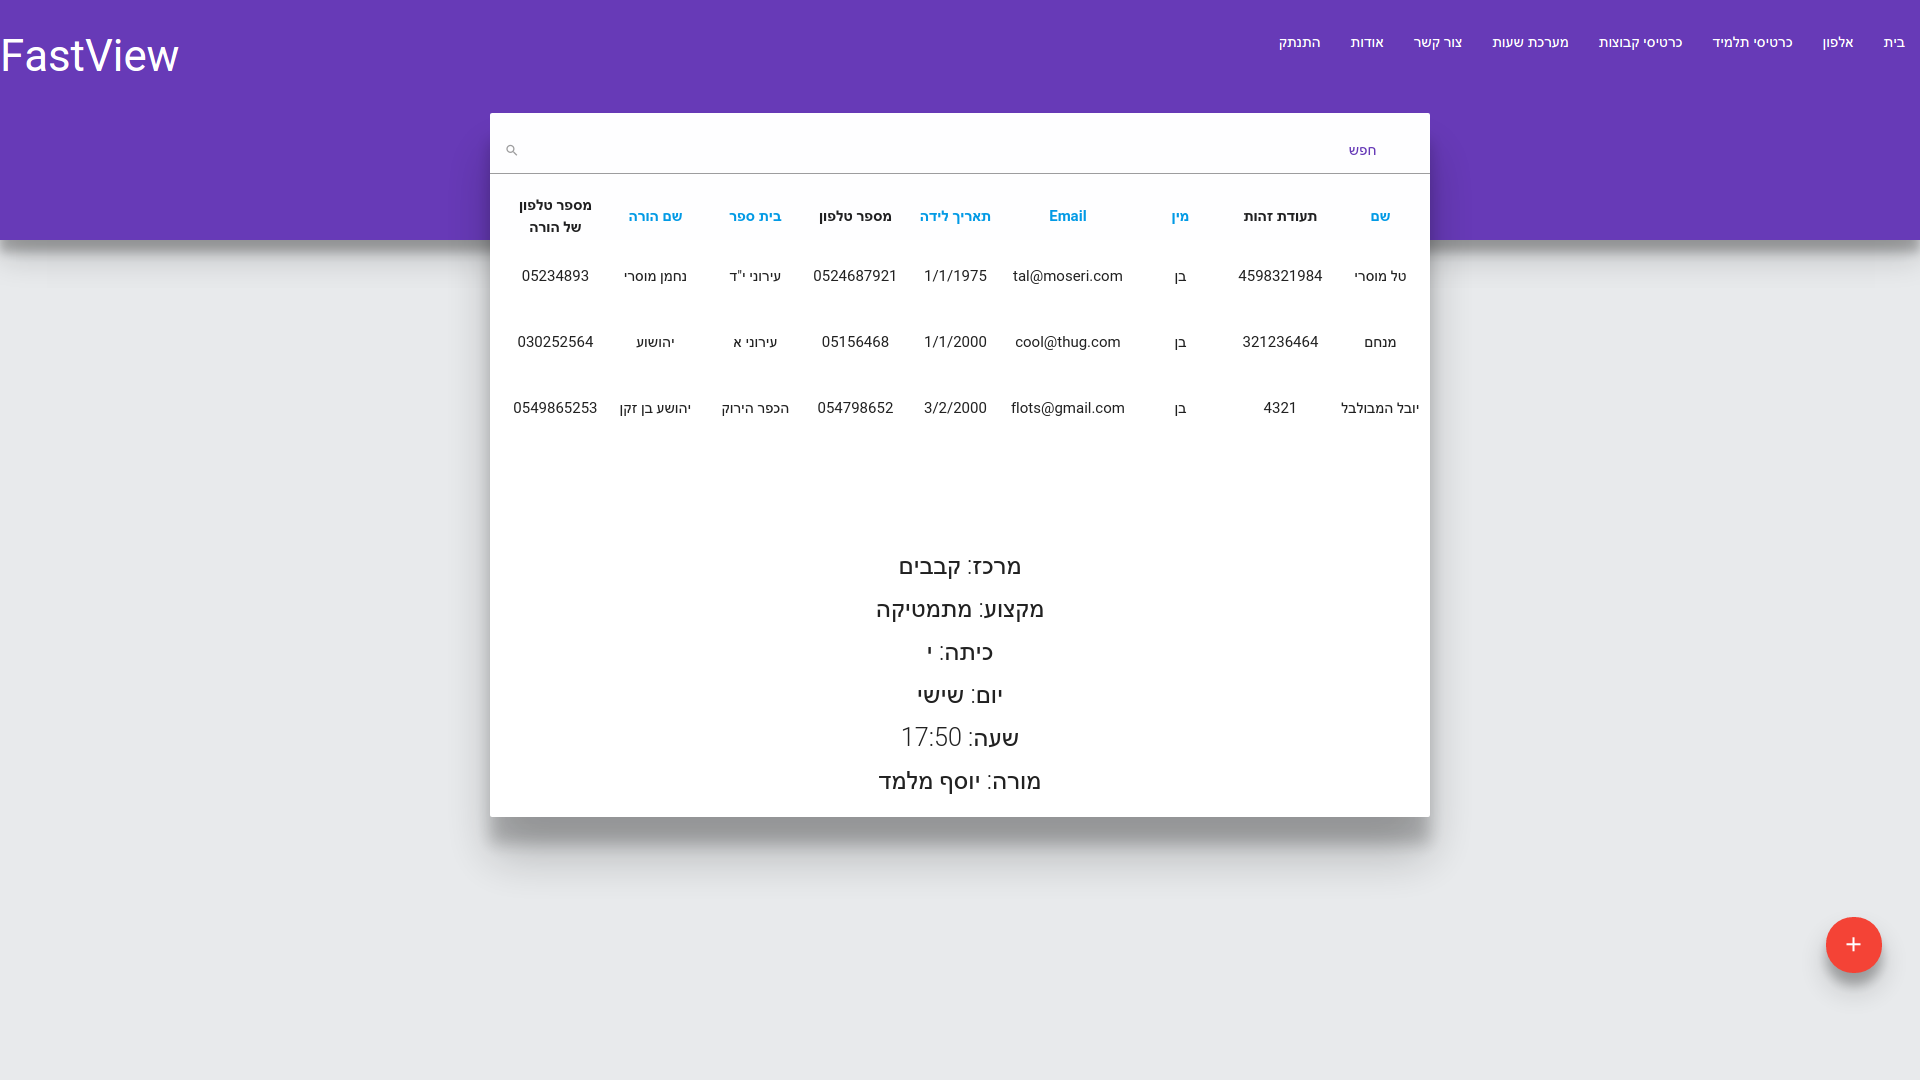 FastView
בית
אלפון
כרטיסי תלמיד
כרטיסי קבוצות
מערכת שעות
צור קשר
אודות
התנתק
חפש
שם תעודת זהות מין Email תאריך לידה מספר טלפון בית ספר שם הורה מספר טלפון של הורה
טל מוסרי 4598321984 בן tal@moseri.com 1/1/1975 0524687921 עירוני י"ד נחמן מוסרי 05234893
מנחם 321236464 בן cool@thug.com 1/1/2000 05156468 עירוני א יהושוע 030252564
יובל המבולבל 4321 בן flots@gmail.com 3/2/2000 054798652 הכפר הירוק יהושע בן זקן 0549865253
מרכז: קבבים
מקצוע: מתמטיקה
כיתה: י
יום: שישי
שעה: 17:50
מורה: יוסף מלמד
+